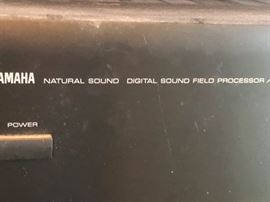 AMAHA NATURAL SOUND DIGITAL SOUND FIELD PROCESSOR /
POWER